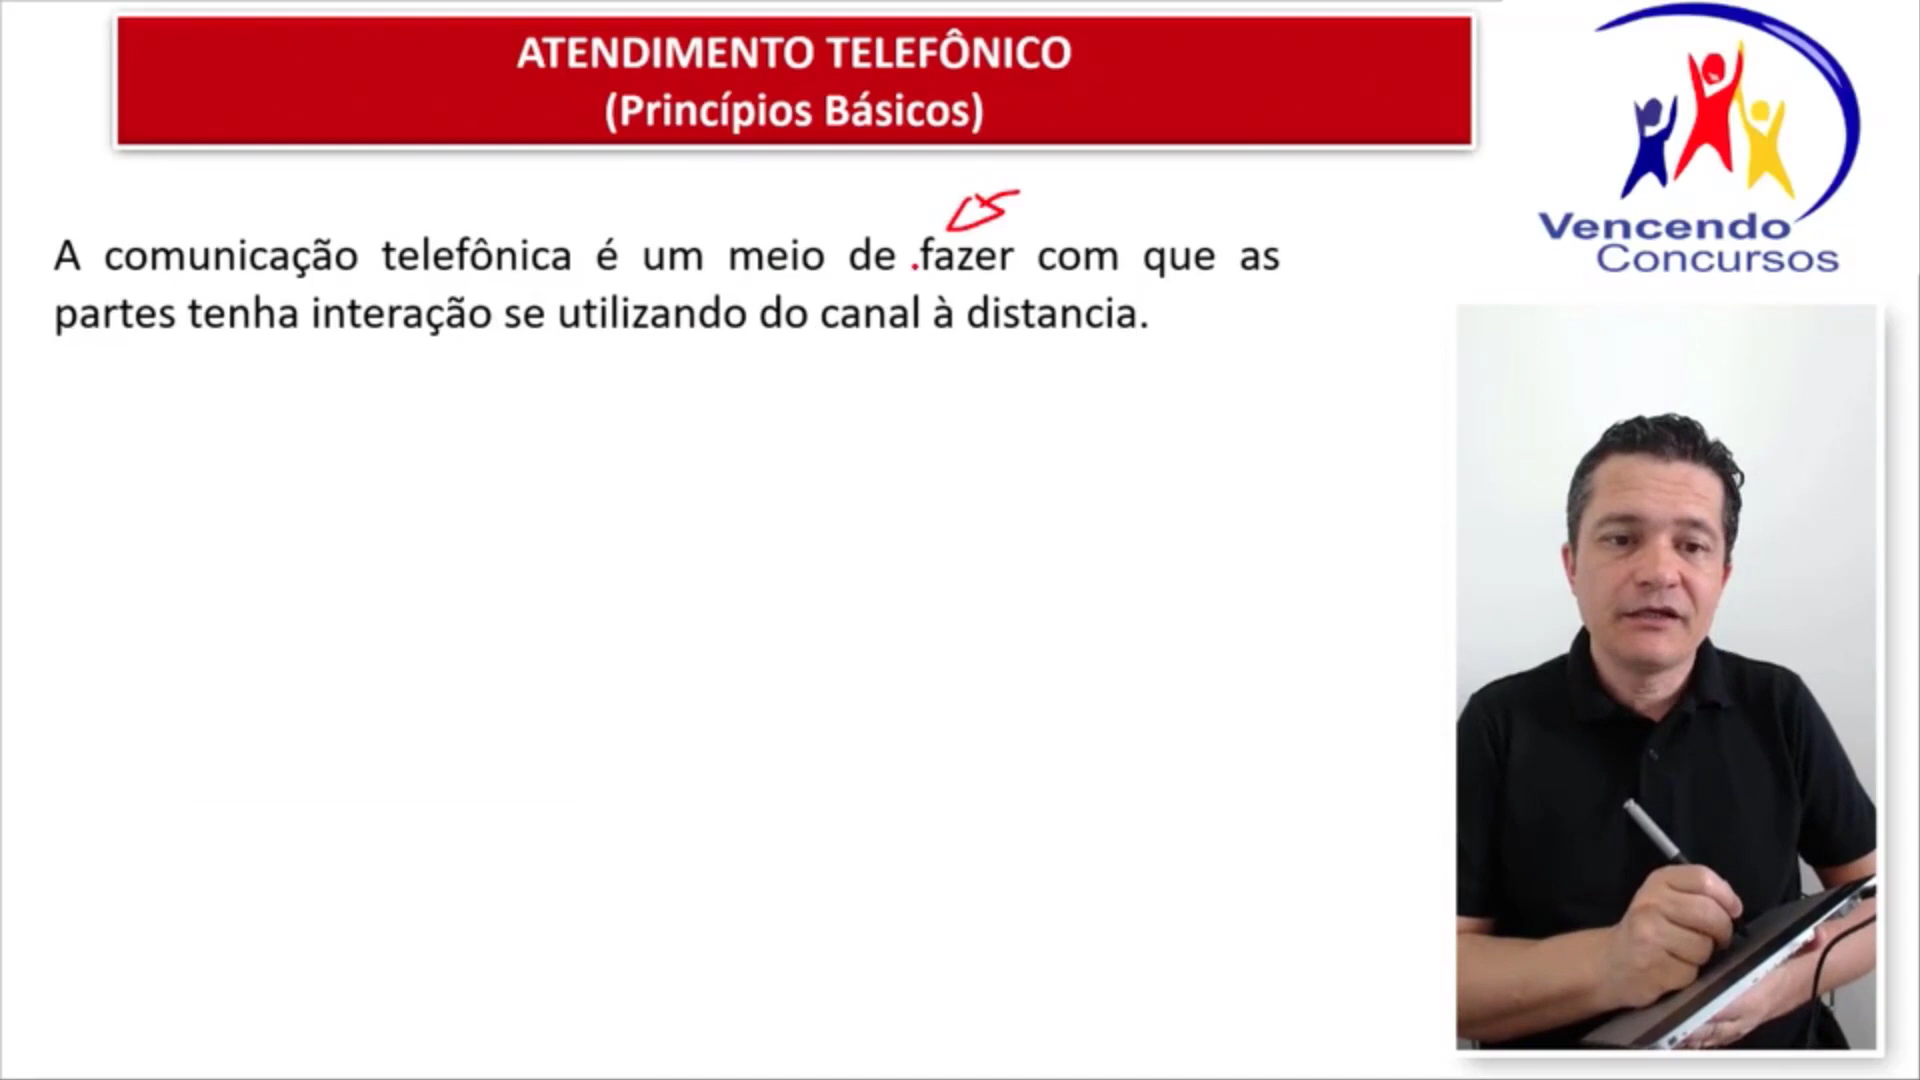 ATENDIMENTO TELEFÔNICO
(Princípios Básicos)
Vencendo
Concursos
A comunicação telefônica é um meio de fazer com que as
partes tenha interação se utilizando do canal à distancia.